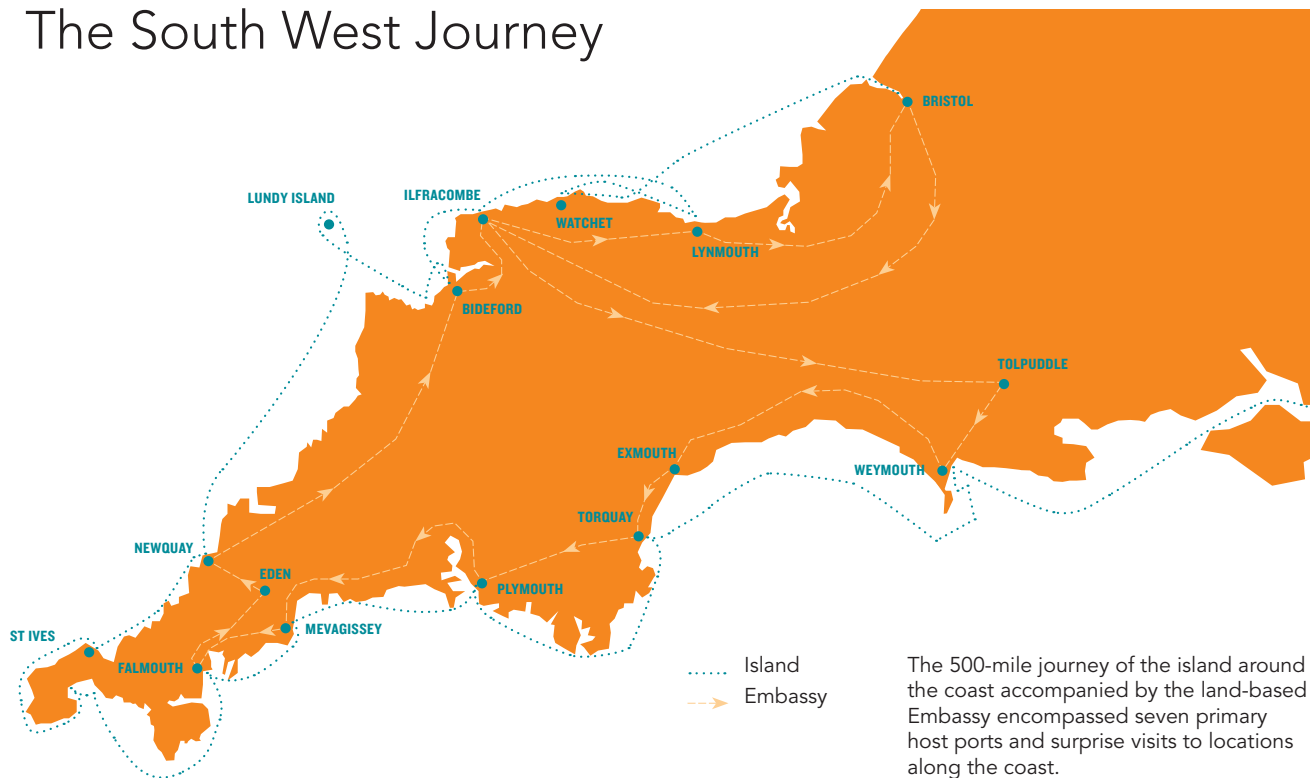 The South West Journey
BRISTOL
LUNDY ISLAND
ILFRACOMBE
WATCHET
LYNMOUTH
BIDEFORD
TOLPUDDLE
EXMOUTH
WEYMOUTH
TORQUAY
NEWQUAY
EDEN
PLYMOUTH
ST IVES
MEVAGISSEY
FALMOUTH
Island
Embassy
The 500-mile journey of the island around
the coast accompanied by the land-based
Embassy encompassed seven primary
host ports and surprise visits to locations
along the coast.